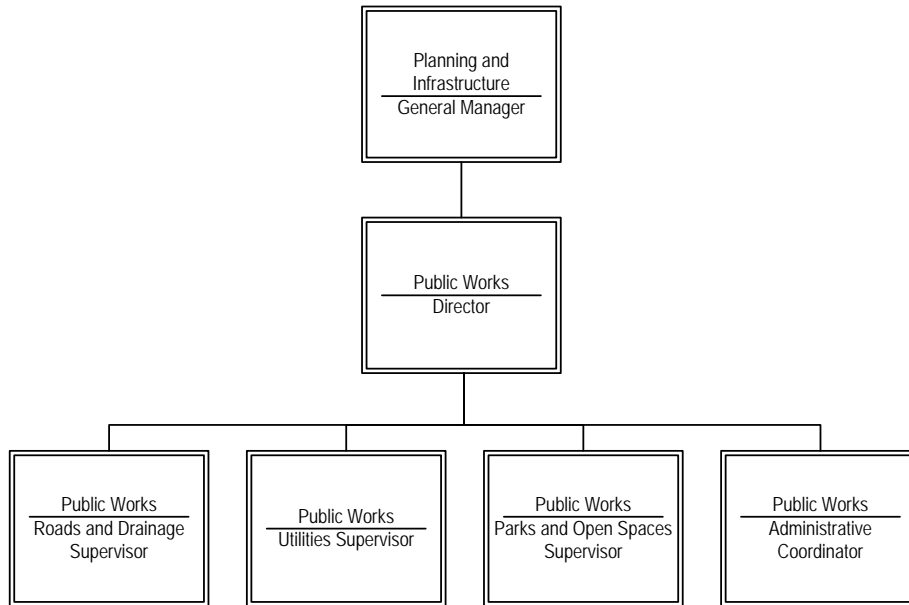 Planning and
Infrastructure
General Manager
Public Works
Director
Public Works
Roads and Drainage
Supervisor
Public Works
Utilities Supervisor
Public Works
Parks and Open Spaces
Supervisor
Public Works
Administrative
Coordinator